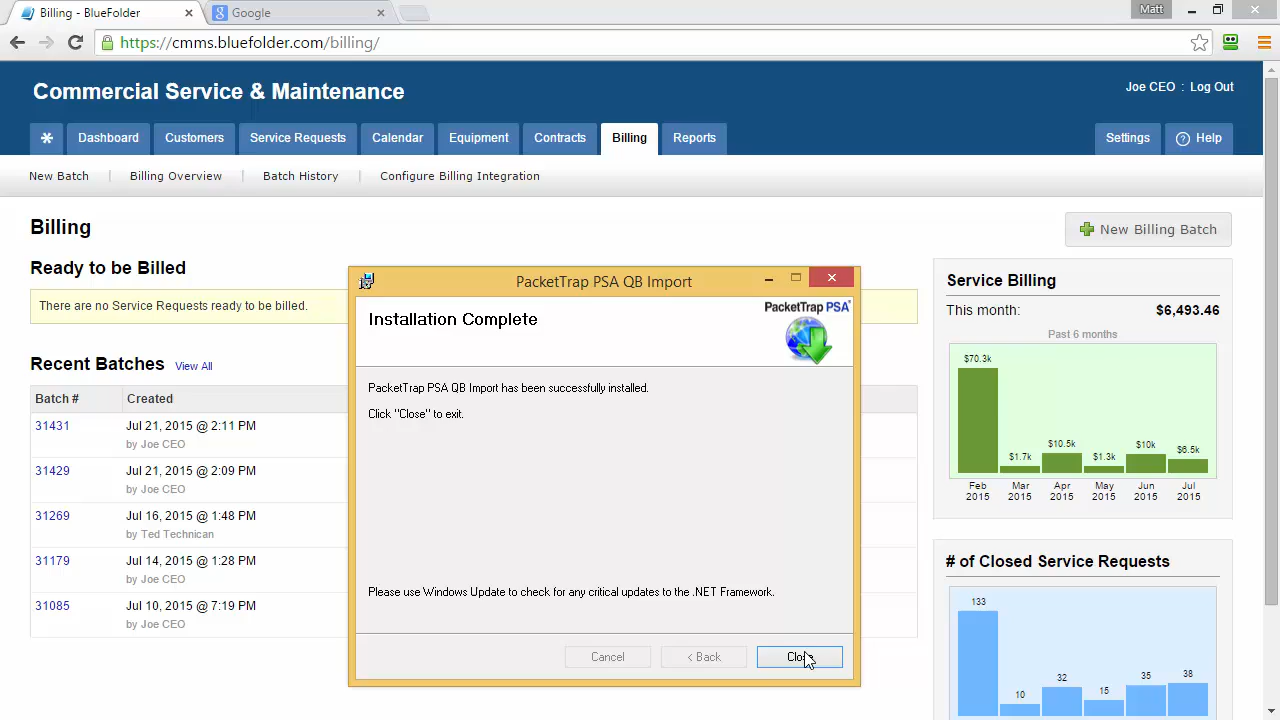 Billing - BlueFolder
Google
Matt
https://cmms.bluefolder.com/billing/
Commercial Service & Maintenance
Joe CEO : Log Out
Dashboard Customers Service Requests Calendar Equipment Contracts Billing Reports Settings Help
New Batch Billing Overview Batch History Configure Billing Integration
Billing
New Billing Batch
Ready to be Billed
There are no Service Requests ready to be billed.
Recent Batches View All
Batch # Created
31431 Jul 21, 2015 @ 2:11 PM
by Joe CEO
31429 Jul 21, 2015 @ 2:09 PM
by Joe CEO
31269 Jul 16, 2015 @ 1:48 PM
by Ted Technican
31179 Jul 14, 2015 @ 1:28 PM
by Joe CEO
31085 Jul 10, 2015 @ 7:19 PM
by Joe CEO
PacketTrap PSA QB Import
Installation Complete
PacketTrap PSA
PacketTrap PSA QB Import has been successfully installed.
Click "Close" to exit.
Please use Windows Update to check for any critical updates to the .NET Framework.
Cancel < Back Close
Service Billing
This month: $6,493.46
Past 6 months
$70.3k $1.7k $10.5k $1.3k $10k $6.5k
Feb Mar Apr May Jun Jul
2015 2015 2015 2015 2015 2015
# of Closed Service Requests
133 10 32 15 35 38